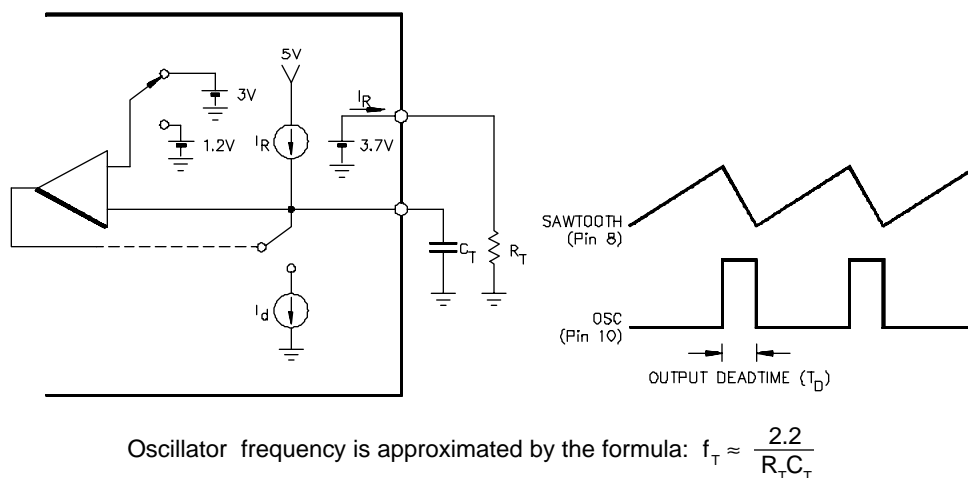 5V
3V
I_R
1.2V
I_R
3.7V
C_T
R_T
I_d
SAWTOOTH
(Pin 8)
OSC
(Pin 10)
OUTPUT DEADTIME (T_D)
Oscillator frequency is approximated by the formula: f_T ≈ 2.2 / R_T C_T